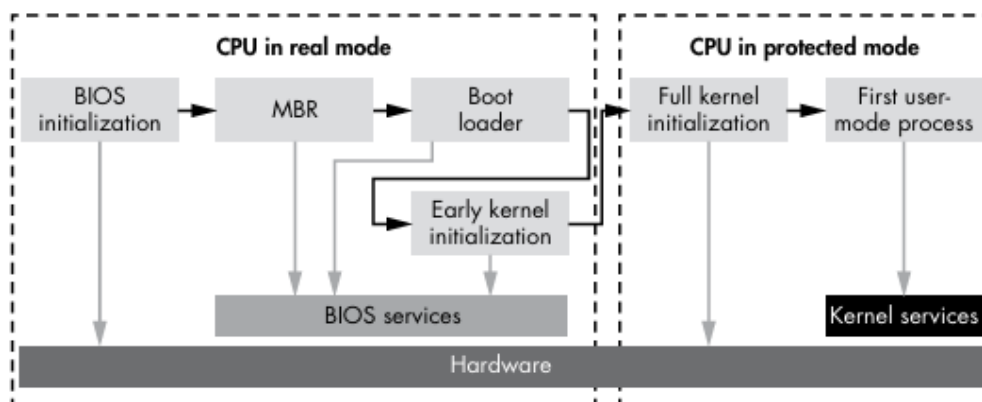 CPU in real mode
CPU in protected mode
BIOS
initialization
MBR
Boot
loader
Full kernel
initialization
First user-
mode process
Early kernel
initialization
BIOS services
Kernel services
Hardware